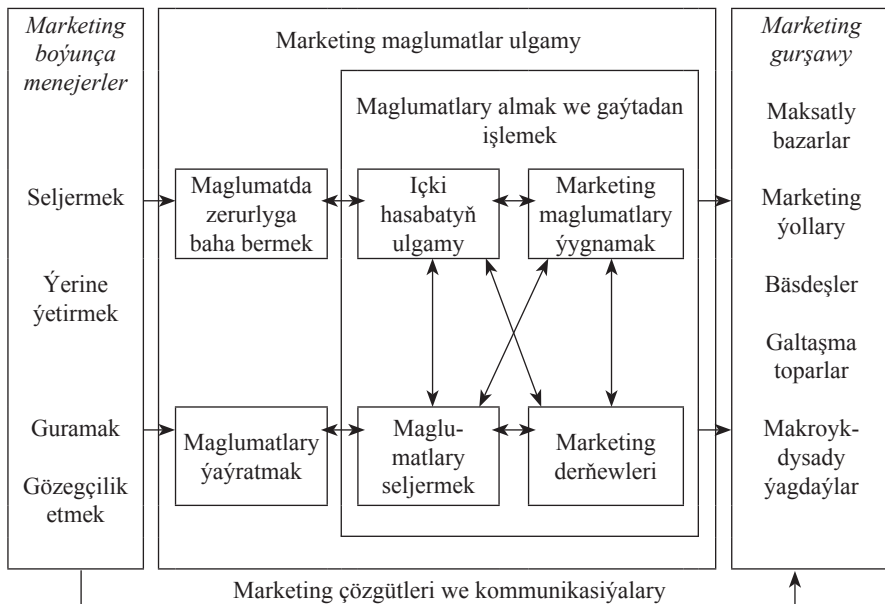 Marketing
boýunça
menejerler
Seljermek
Ýerine
ýetirmek
Guramak
Gözegçilik
etmek
Marketing maglumatlar ulgamy
Maglumatlary almak we gaýtadan
işlemek
Maglumatda
zerurlyga
baha bermek
Içki
hasabatyň
ulgamy
Marketing
maglumatlary
ýygnamak
Maglumatlary
ýaýratmak
Maglu-
matlary
seljermek
Marketing
derňewleri
Marketing
gurşawy
Maksatly
bazarlar
Marketing
ýollary
Bäsdeşler
Galtaşma
toparlar
Makroyk-
dysady
ýagdaýlar
Marketing çözgütleri we kommunikasiýalary